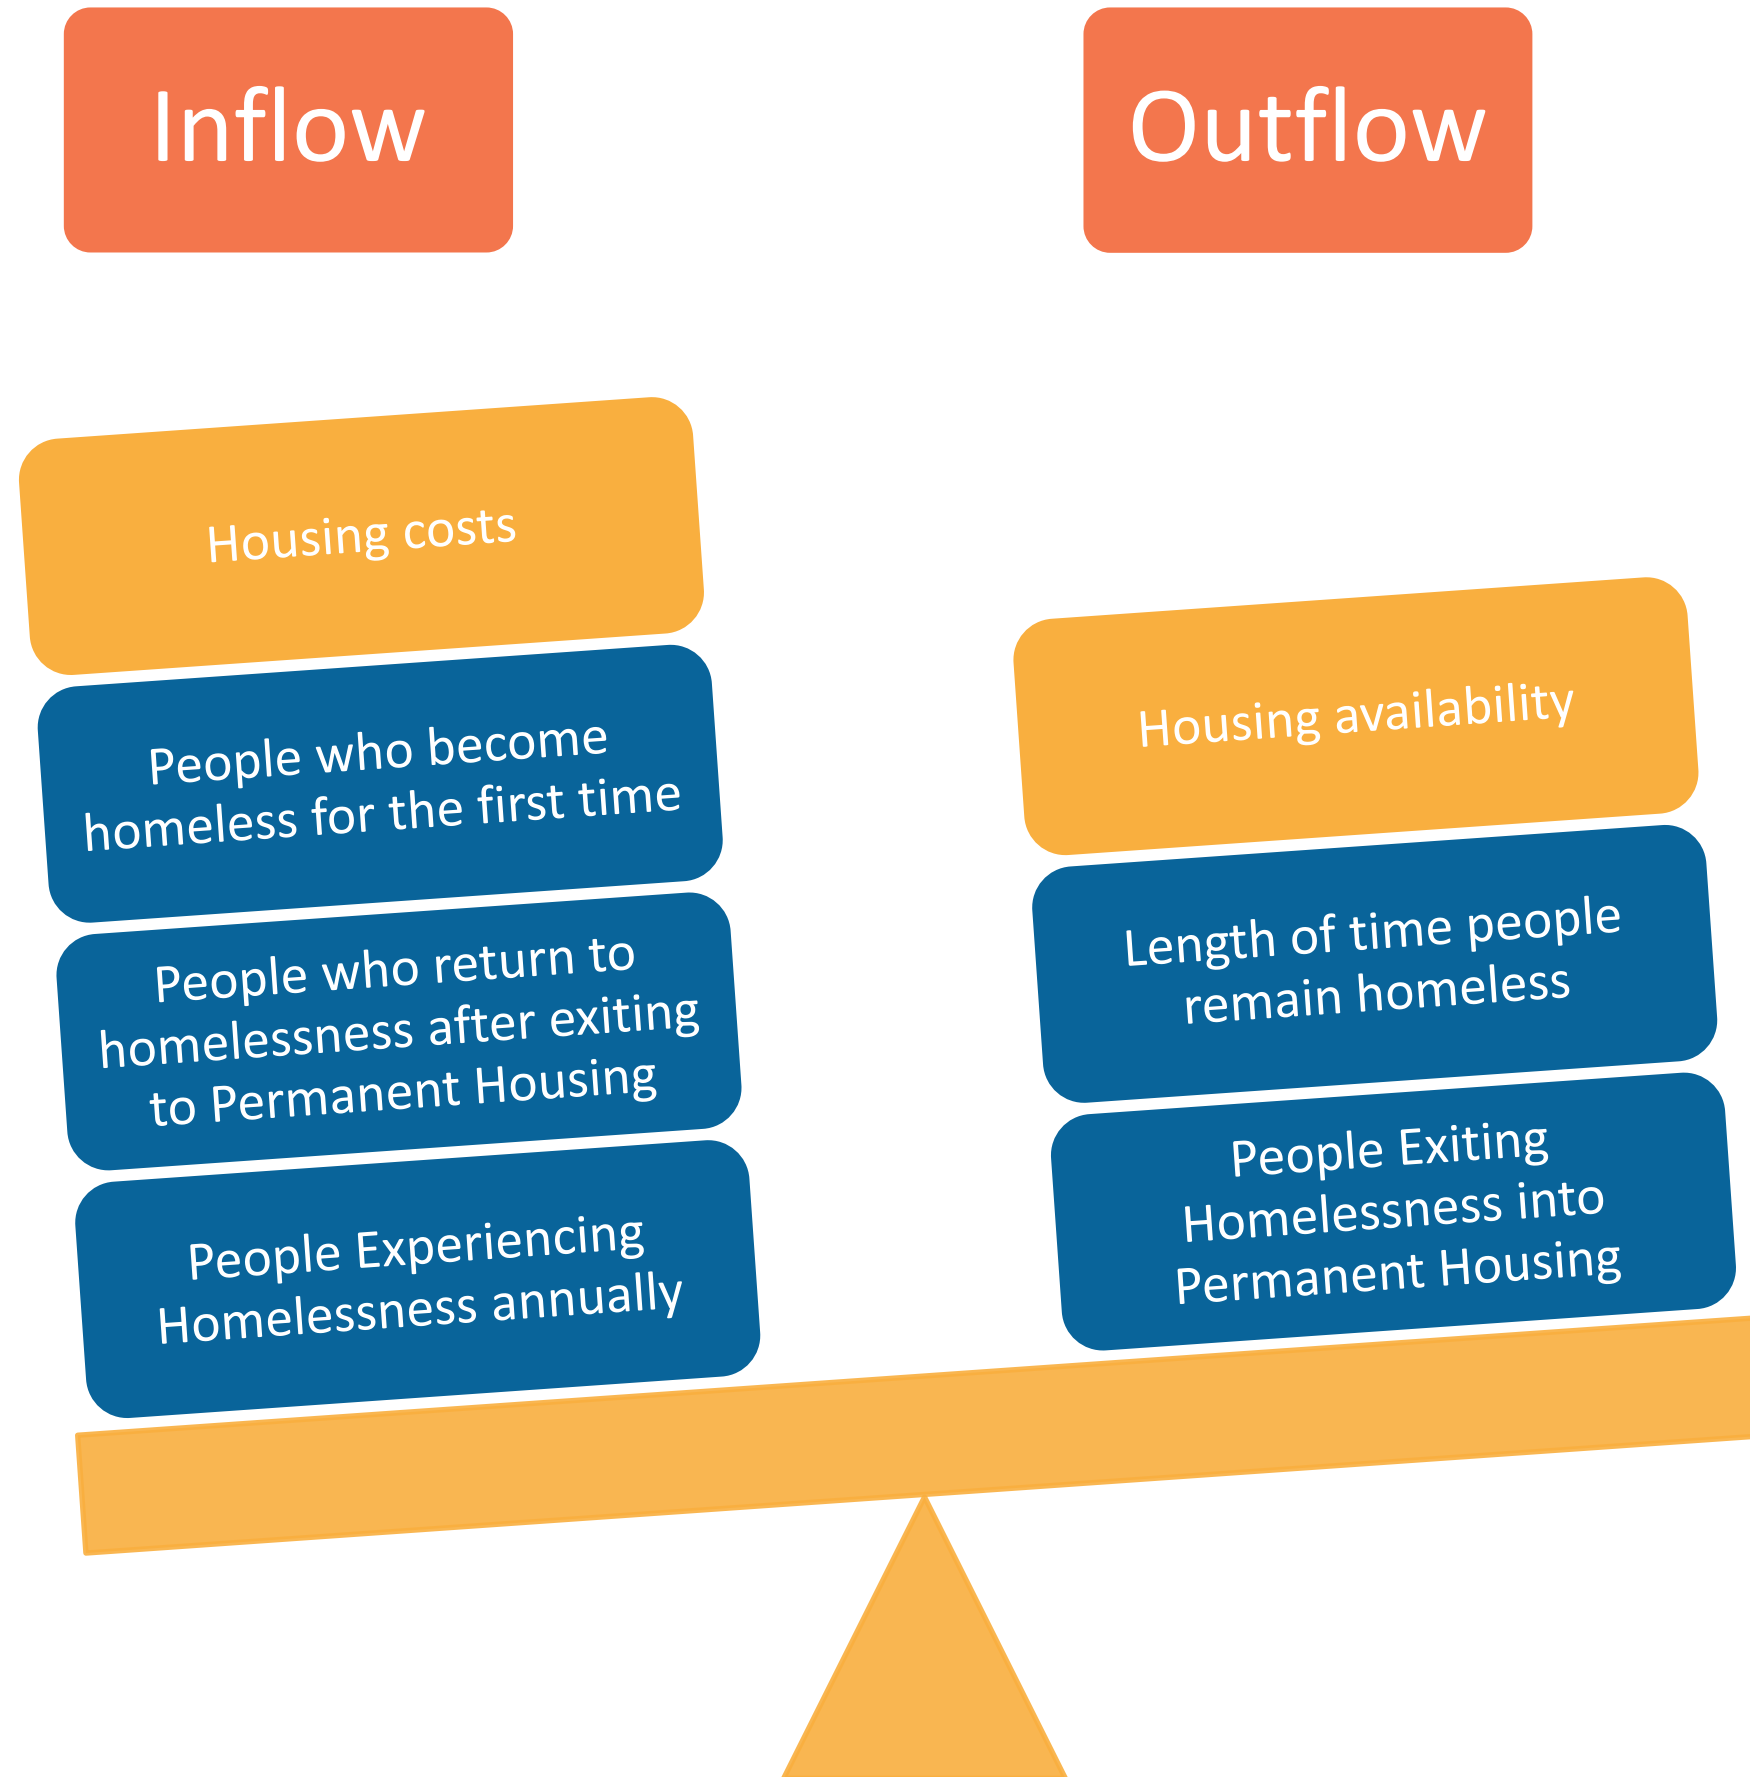 Inflow
Outflow
Housing costs
People who become
homeless for the first time
People who return to
homelessness after exiting
to Permanent Housing
People Experiencing
Homelessness annually
Housing availability
Length of time people
remain homeless
People Exiting
Homelessness into
Permanent Housing